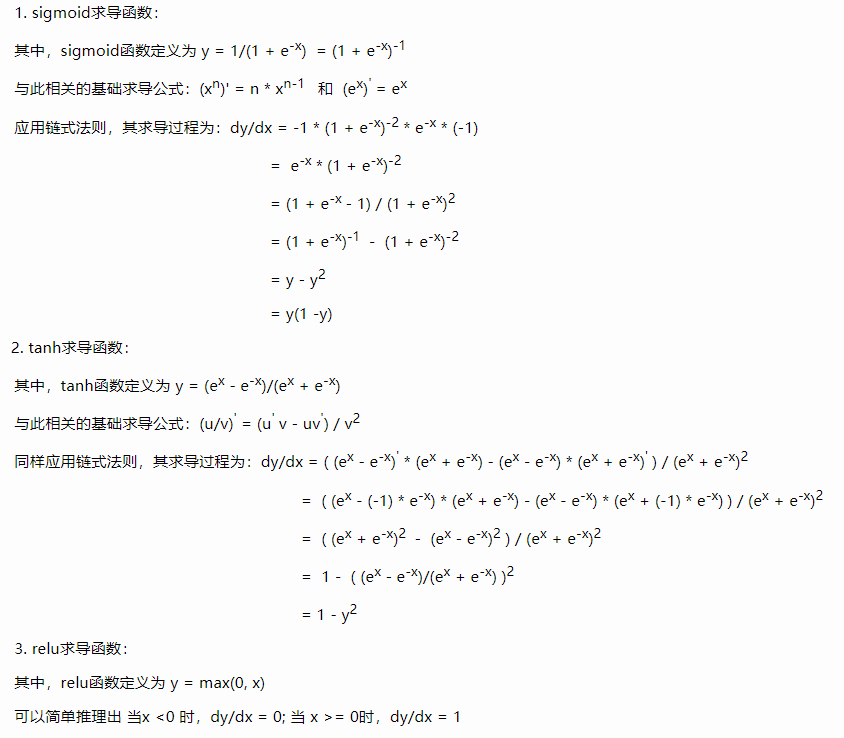 1. sigmoid求导函数：
其中，sigmoid函数定义为 y = 1/(1 + e^-x) = (1 + e^-x)^-1
与此相关的基础求导公式：(x^n)' = n * x^n-1 和 (e^x)' = e^x
应用链式法则，其求导过程为：dy/dx = -1 * (1 + e^-x)^-2 * e^-x * (-1)
= e^-x * (1 + e^-x)^-2
= (1 + e^-x - 1) / (1 + e^-x)^2
= (1 + e^-x)^-1 - (1 + e^-x)^-2
= y - y^2
= y(1 -y)
2. tanh求导函数：
其中，tanh函数定义为 y = (e^x - e^-x)/(e^x + e^-x)
与此相关的基础求导公式：(u/v)' = (u' v - uv') / v^2
同样应用链式法则，其求导过程为：dy/dx = ( (e^x - e^-x)' * (e^x + e^-x) - (e^x - e^-x) * (e^x + e^-x)' ) / (e^x + e^-x)^2
= ( (e^x - (-1) * e^-x) * (e^x + e^-x) - (e^x - e^-x) * (e^x + (-1) * e^-x) ) / (e^x + e^-x)^2
= ( (e^x + e^-x)^2 - (e^x - e^-x)^2 ) / (e^x + e^-x)^2
= 1 - ( (e^x - e^-x)/(e^x + e^-x) )^2
= 1 - y^2
3. relu求导函数：
其中，relu函数定义为 y = max(0, x)
可以简单推理出 当x <0 时，dy/dx = 0; 当 x >= 0时，dy/dx = 1